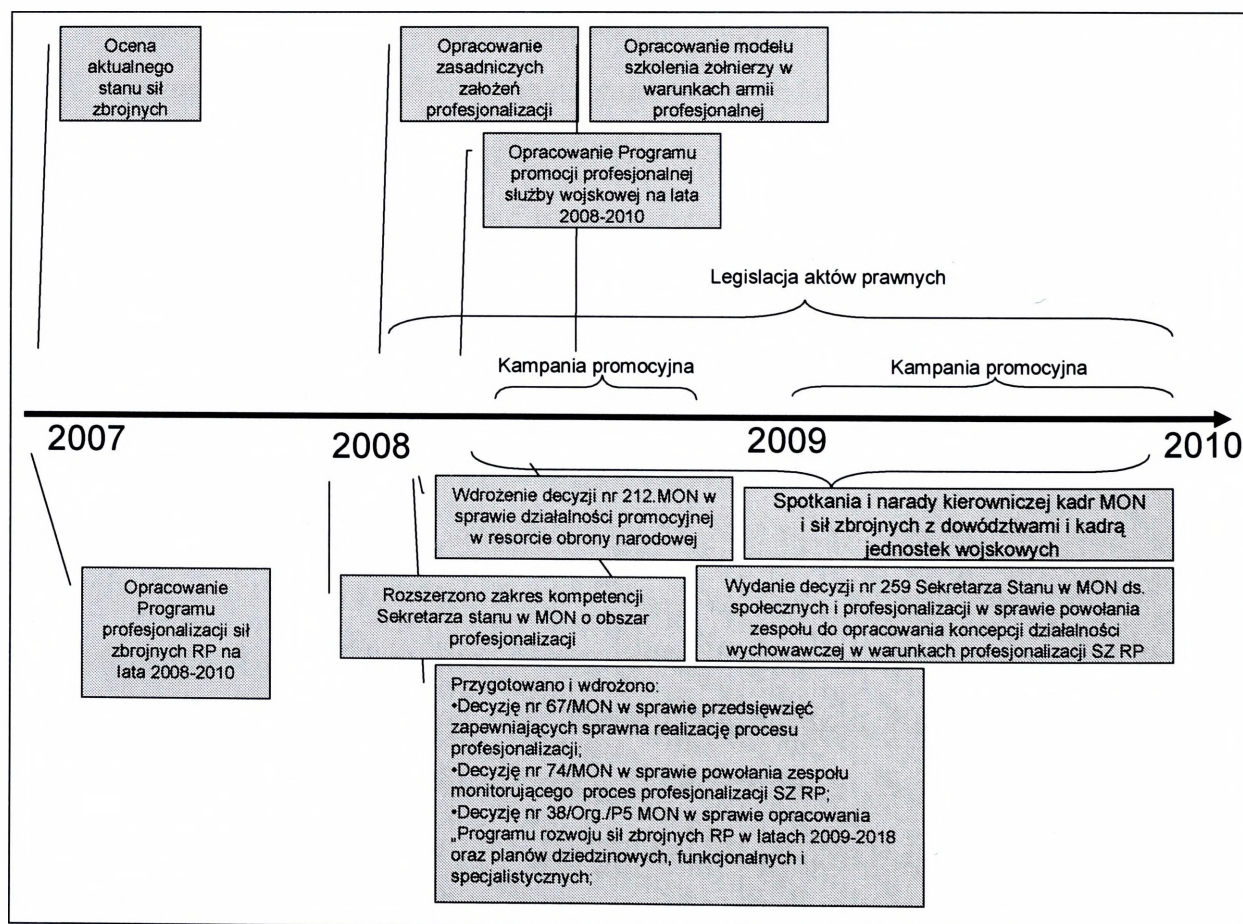 Ocena
aktualnego
stanu sił
zbrojnych
Opracowanie
zasadniczych
założeń
profesjonalizacji
Opracowanie modelu
szkolenia żołnierzy w
warunkach armii
profesjonalnej
Opracowanie Programu
promocji profesjonalnej
służby wojskowej na lata
2008-2010
Legislacja aktów prawnych
Kampania promocyjna
Kampania promocyjna
2007
2008
2009
2010
Wdrożenie decyzji nr 212.MON w
sprawie działalności promocyjnej
w resorcie obrony narodowej
Spotkania i narady kierowniczej kadr MON
i sił zbrojnych z dowództwami i kadrą
jednostek wojskowych
Opracowanie
Programu
profesjonalizacji sił
zbrojnych RP na
lata 2008-2010
Rozszerzono zakres kompetencji
Sekretarza stanu w MON o obszar
profesjonalizacji
Wydanie decyzji nr 259 Sekretarza Stanu w MON ds.
społecznych i profesjonalizacji w sprawie powołania
zespołu do opracowania koncepcji działalności
wychowawczej w warunkach profesjonalizacji SZ RP
Przygotowano i wdrożono:
•Decyzję nr 67/MON w sprawie przedsięwzięć
zapewniających sprawna realizację procesu
profesjonalizacji;
•Decyzję nr 74/MON w sprawie powołania zespołu
monitorującego proces profesjonalizacji SZ RP;
•Decyzję nr 38/Org./P5 MON w sprawie opracowania
„Programu rozwoju sił zbrojnych RP w latach 2009-2018
oraz planów dziedzinowych, funkcjonalnych i
specjalistycznych;